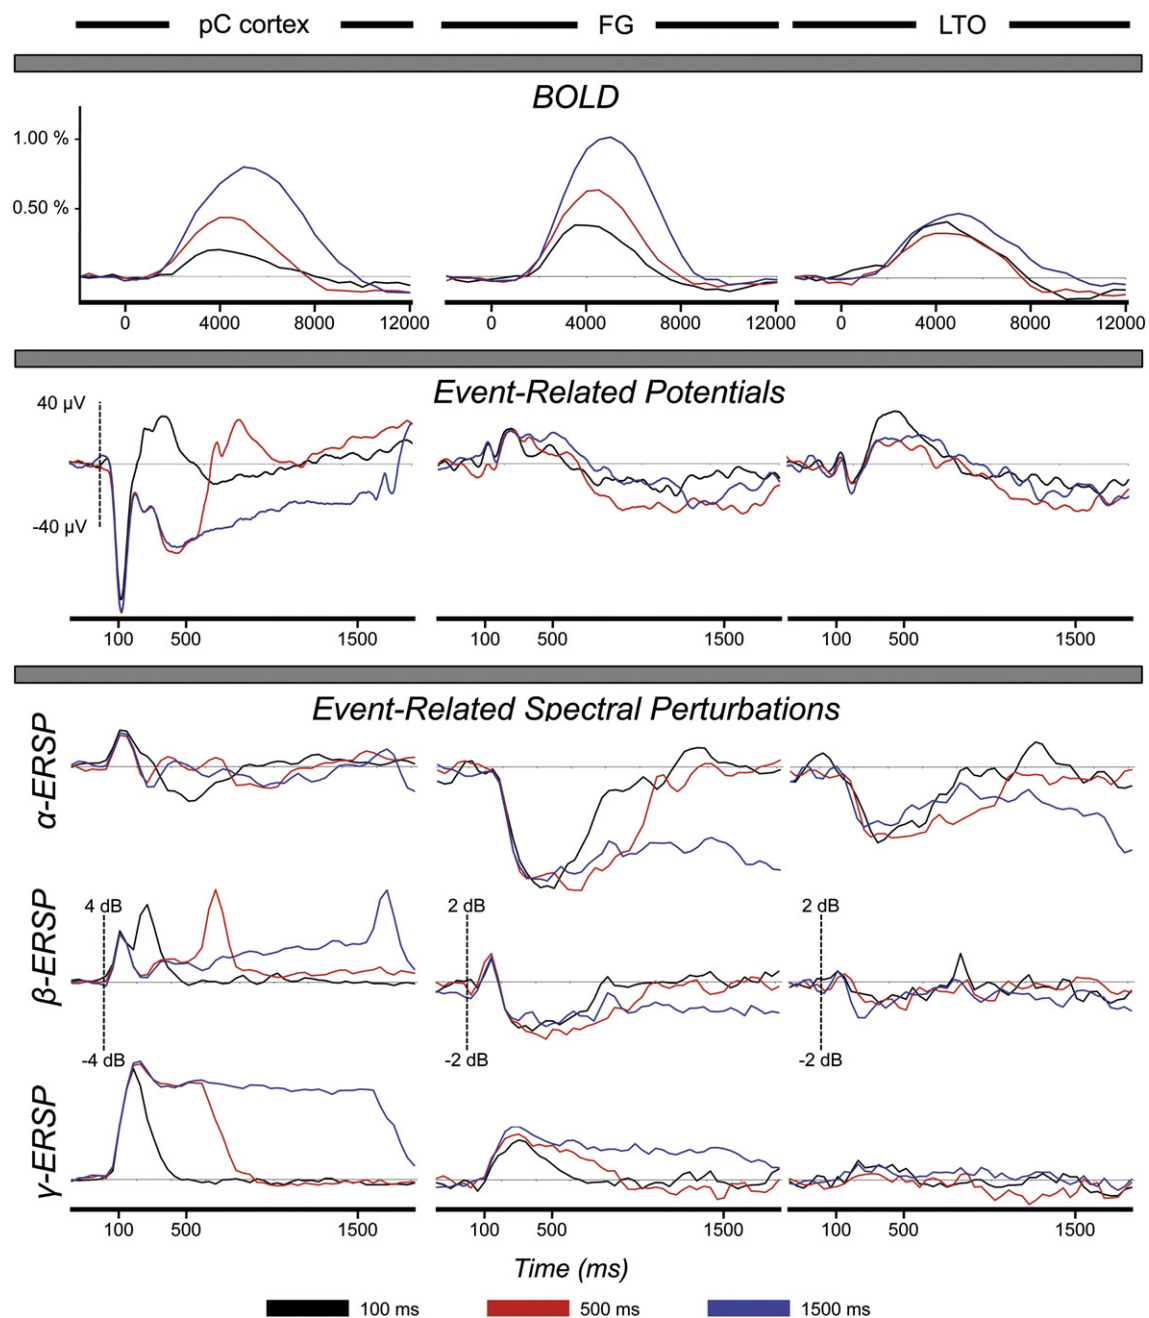 pC cortex FG LTO
BOLD
1.00 %
0.50 %
0 4000 8000 12000 0 4000 8000 12000 0 4000 8000 12000
Event-Related Potentials
40 µV
-40 µV
100 500 1500 100 500 1500 100 500 1500
Event-Related Spectral Perturbations
α-ERSP
β-ERSP
4 dB 2 dB 2 dB
-4 dB -2 dB -2 dB
γ-ERSP
100 500 1500 100 500 1500 100 500 1500
Time (ms)
100 ms 500 ms 1500 ms